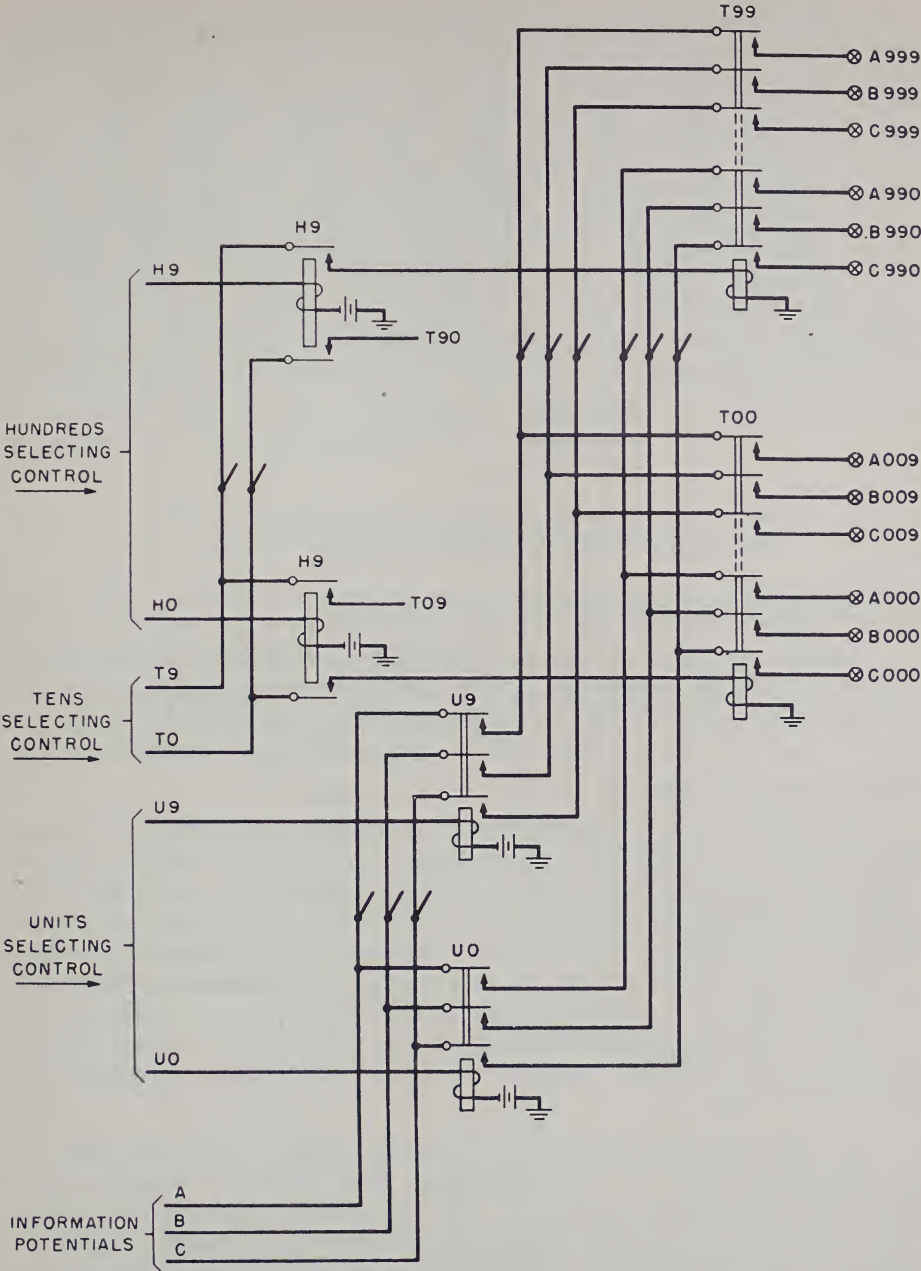 T99
A999
B999
C999
A990
.B990
C990
H9
H9
T90
HUNDREDS
SELECTING
CONTROL
T00
A009
B009
C009
A000
B000
C000
H9
H0
T09
T9
TENS
SELECTING
CONTROL
T0
U9
U9
UNITS
SELECTING
CONTROL
U0
U0
A
INFORMATION
POTENTIALS
B
C